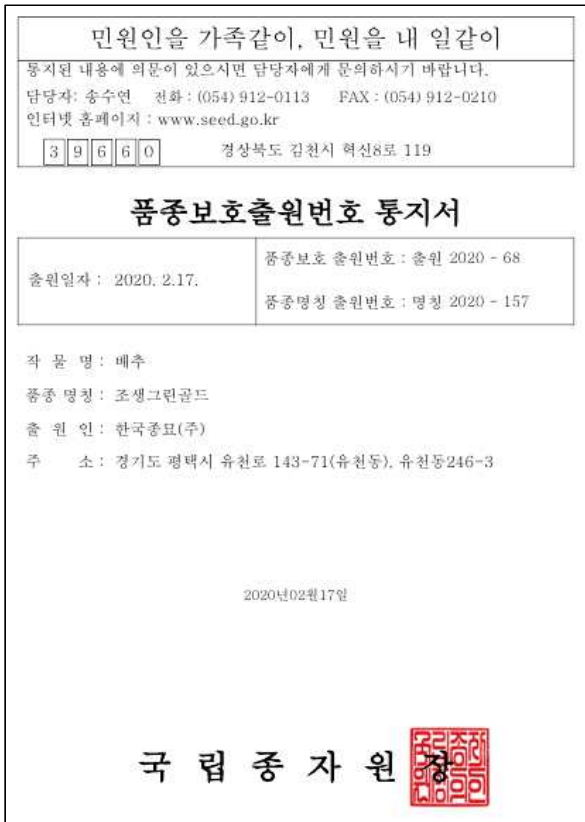 민원인을 가족같이, 민원을 내 일같이
통지된 내용에 의문이 있으시면 담당자에게 문의하시기 바랍니다.
담당자: 송수연 전화 : (054) 912-0113 FAX : (054) 912-0210
인터넷 홈페이지 : www.seed.go.kr
3 9 6 6 0 경상북도 김천시 혁신8로 119
품종보호출원번호 통지서
출원일자 : 2020. 2.17.
품종보호 출원번호 : 출원 2020 - 68
품종명칭 출원번호 : 명칭 2020 - 157
작 물 명 : 배추
품종 명칭 : 조생그린골드
출 원 인 : 한국종묘(주)
주 소 : 경기도 평택시 유천로 143-71(유천동), 유천동246-3
2020년02월17일
국 립 종 자 원 장